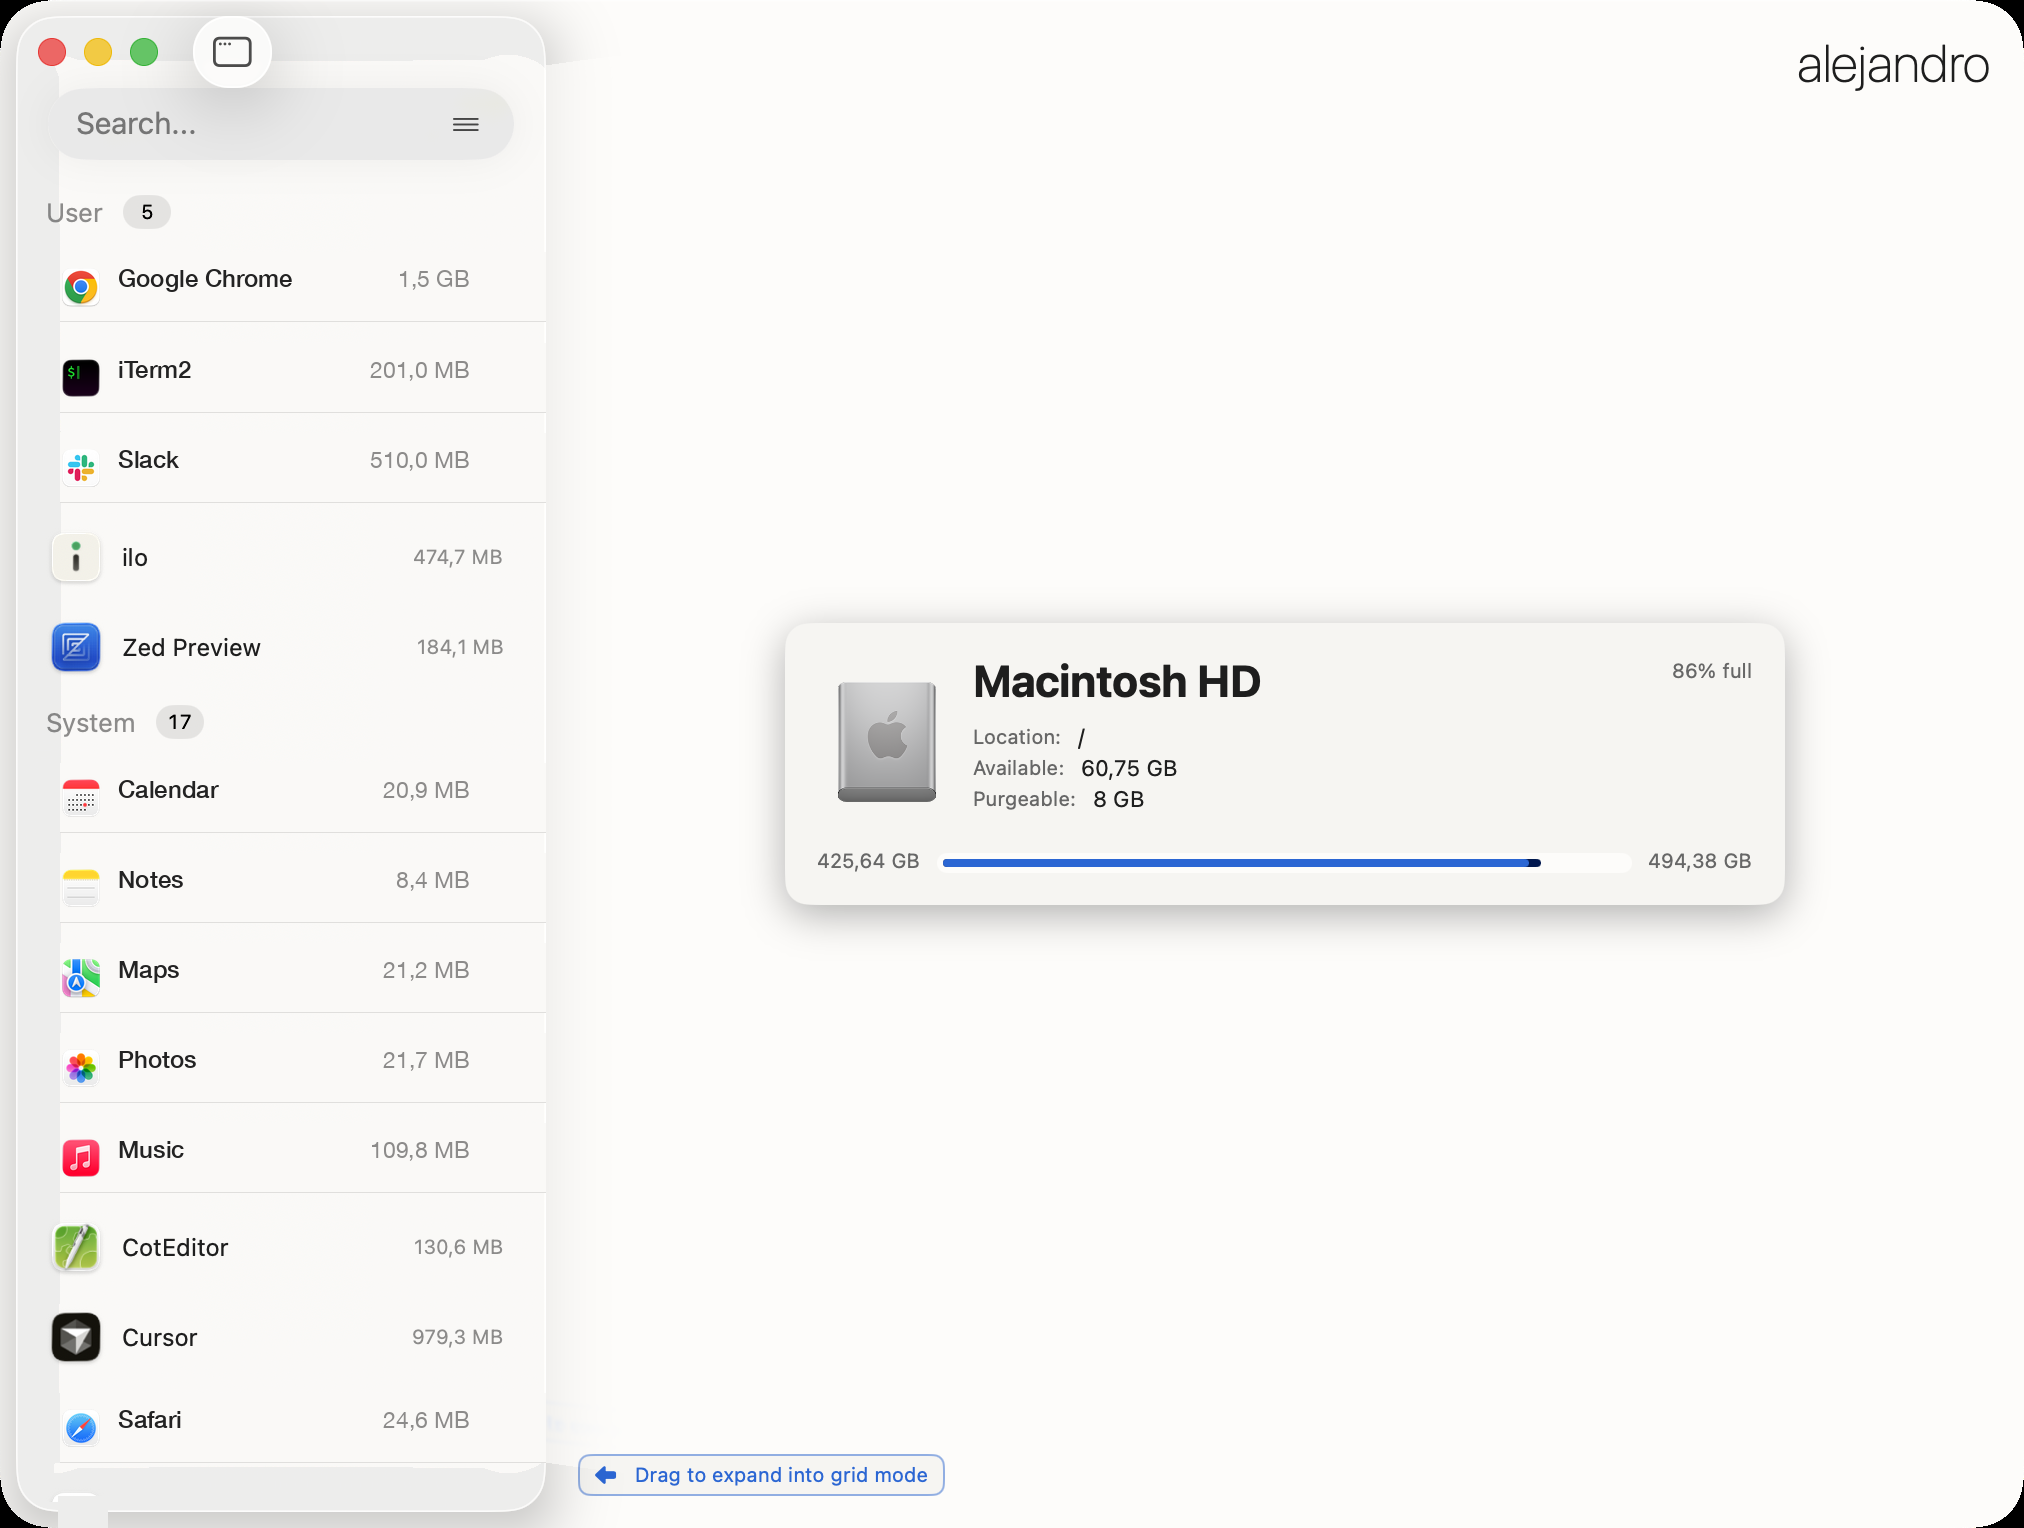 alejandro
Search...
User 5
Google Chrome 1,5 GB
$
iTerm2 201,0 MB
Slack 510,0 MB
ilo 474,7 MB
Zed Preview 184,1 MB
System 17
Calendar 20,9 MB
Notes 8,4 MB
Maps 21,2 MB
Photos 21,7 MB
Music 109,8 MB
CotEditor 130,6 MB
Cursor 979,3 MB
Safari 24,6 MB
Macintosh HD
86% full
Location: /
Available: 60,75 GB
Purgeable: 8 GB
425,64 GB 494,38 GB
Drag to expand into grid mode